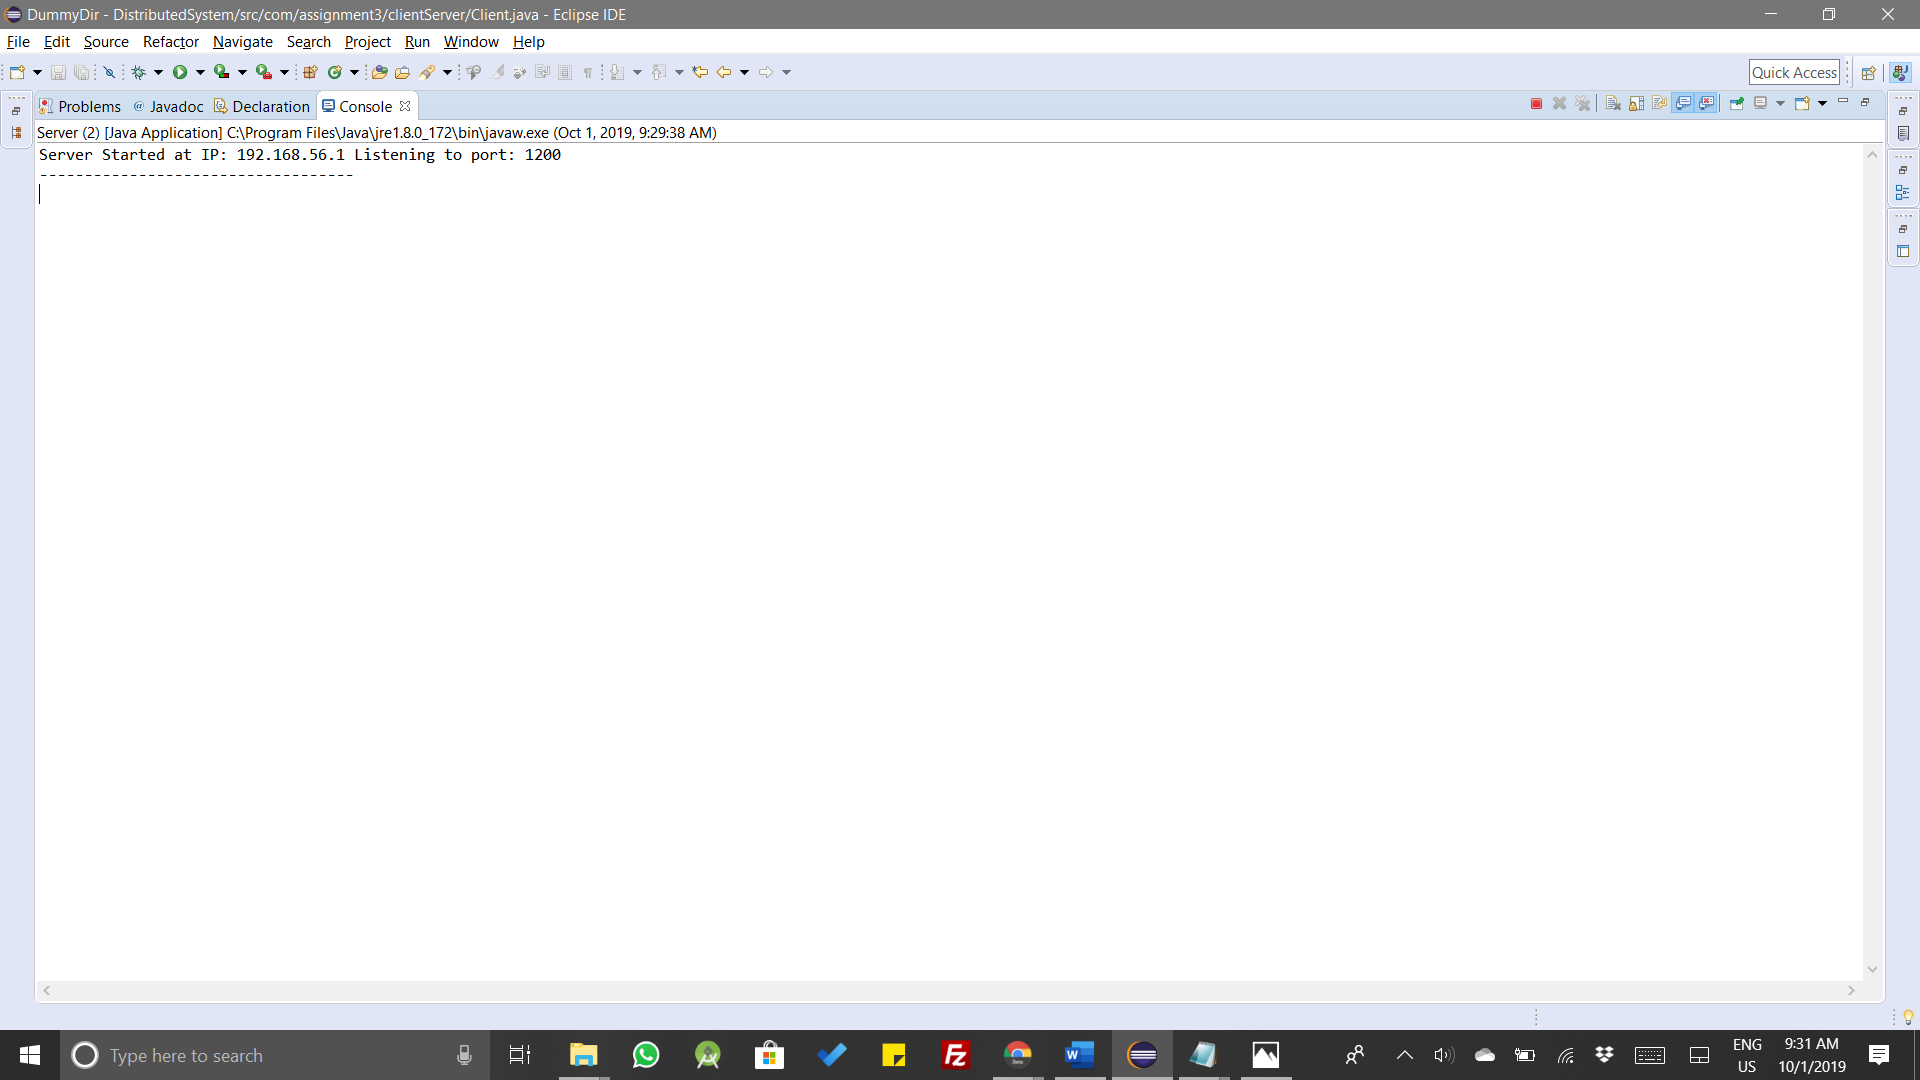 DummyDir - DistributedSystem/src/com/assignment3/clientServer/Client.java - Eclipse IDE
File Edit Source Refactor Navigate Search Project Run Window Help
Quick Access
Problems @ Javadoc Declaration Console
Server (2) [Java Application] C:\Program Files\Java\jre1.8.0_172\bin\javaw.exe (Oct 1, 2019, 9:29:38 AM)
Server Started at IP: 192.168.56.1 Listening to port: 1200
-----------------------------------
Type here to search
ENG
US
9:31 AM
10/1/2019